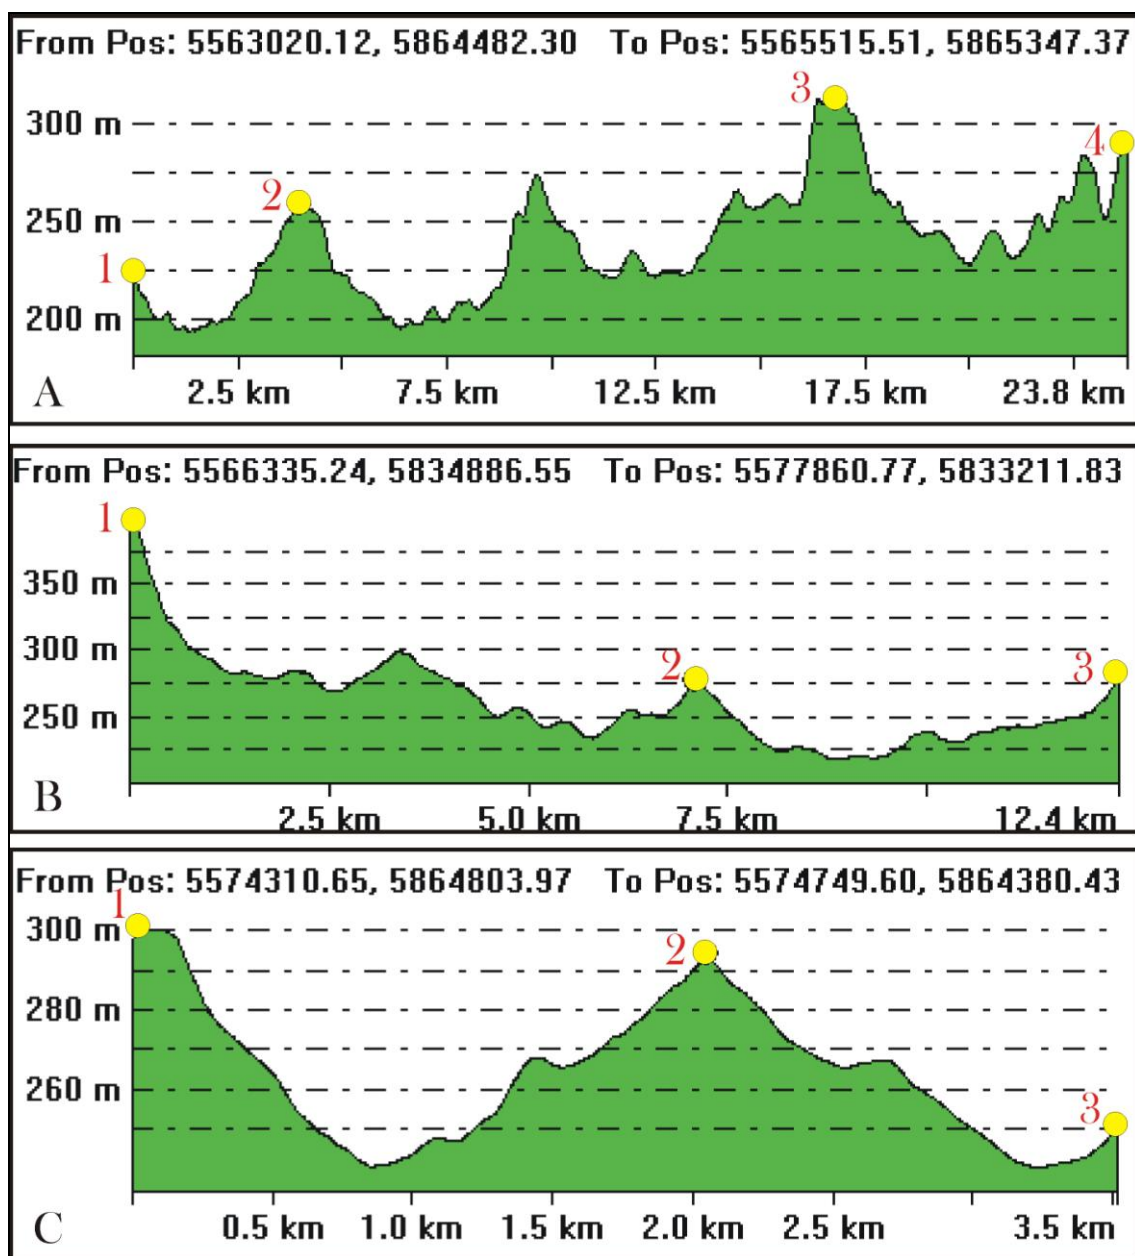 From Pos: 5563020.12, 5864482.30 To Pos: 5565515.51, 5865347.37
3
300 m
4
2
250 m
1
200 m
2.5 km 7.5 km 12.5 km 17.5 km 23.8 km
A
From Pos: 5566335.24, 5834886.55 To Pos: 5577860.77, 5833211.83
1
350 m
300 m
2 3
250 m
B
2.5 km 5.0 km 7.5 km 12.4 km
From Pos: 5574310.65, 5864803.97 To Pos: 5574749.60, 5864380.43
1
300 m
2
280 m
260 m
3
C
0.5 km 1.0 km 1.5 km 2.0 km 2.5 km 3.5 km